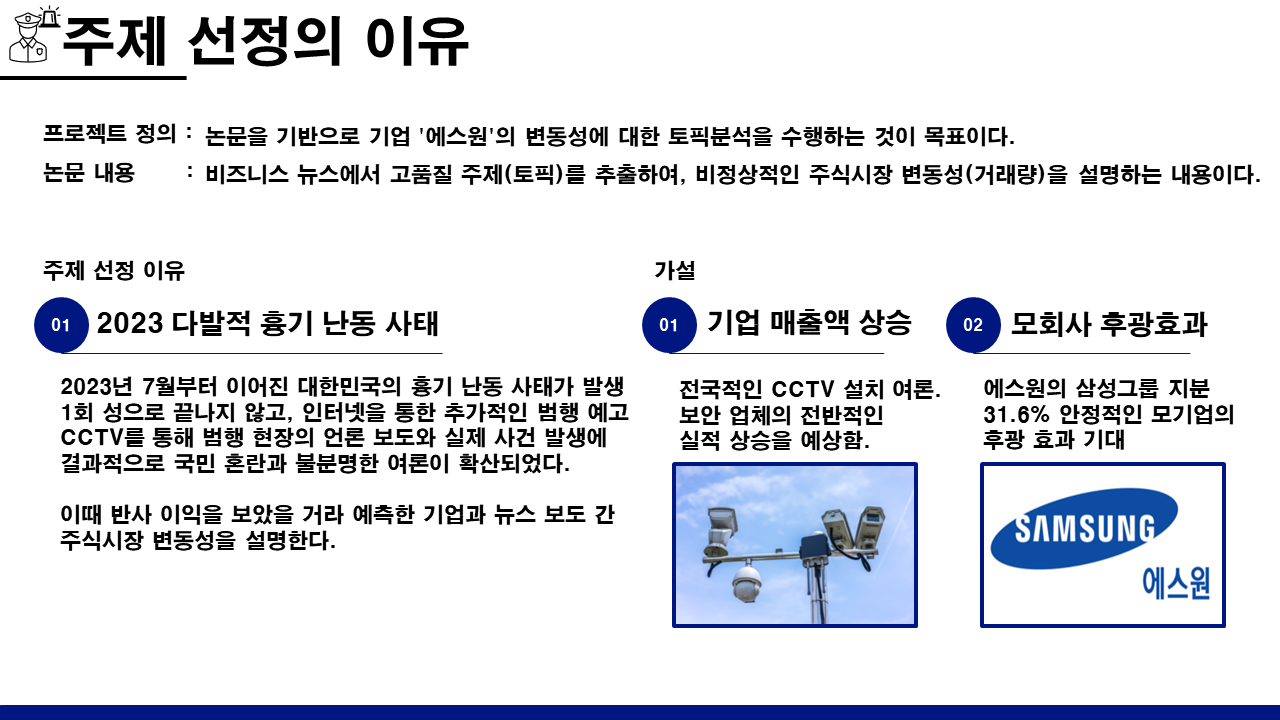 주제 선정의 이유
프로젝트 정의 : 논문을 기반으로 기업 '에스원'의 변동성에 대한 토픽분석을 수행하는 것이 목표이다.
논문 내용 : 비즈니스 뉴스에서 고품질 주제(토픽)를 추출하여, 비정상적인 주식시장 변동성(거래량)을 설명하는 내용이다.
주제 선정 이유
01 2023 다발적 흉기 난동 사태
2023년 7월부터 이어진 대한민국의 흉기 난동 사태가 발생
1회 성으로 끝나지 않고, 인터넷을 통한 추가적인 범행 예고
CCTV를 통해 범행 현장의 언론 보도와 실제 사건 발생에
결과적으로 국민 혼란과 불분명한 여론이 확산되었다.
이때 반사 이익을 보았을 거라 예측한 기업과 뉴스 보도 간
주식시장 변동성을 설명한다.
가설
01 기업 매출액 상승
전국적인 CCTV 설치 여론.
보안 업체의 전반적인
실적 상승을 예상함.
02 모회사 후광효과
에스원의 삼성그룹 지분
31.6% 안정적인 모기업의
후광 효과 기대
SAMSUNG
에스원